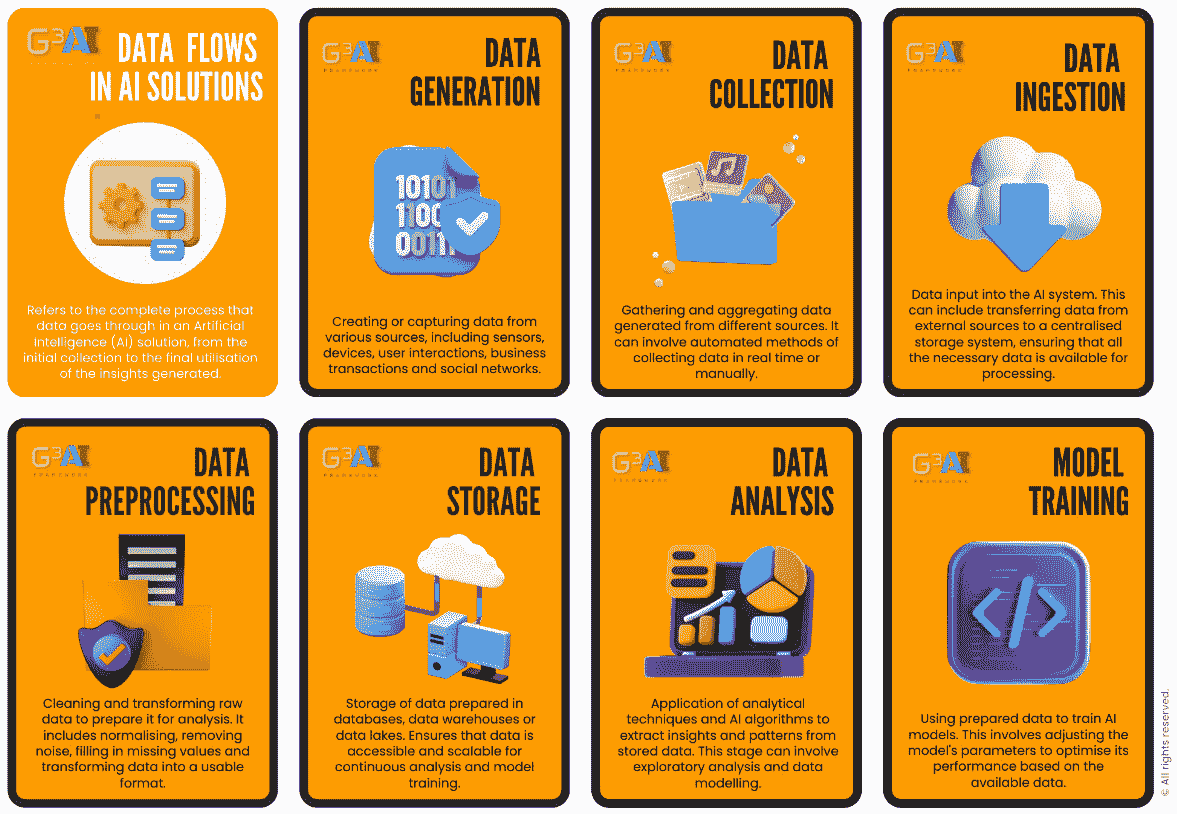 G3AI
DATA FLOWS
IN AI SOLUTIONS
Refers to the complete process that
data goes through in an Artificial
Intelligence (AI) solution, from the
initial collection to the final utilisation
of the insights generated.
G3AI
FRAMEWORK
DATA
GENERATION
10101
1100
00111
Creating or capturing data from
various sources, including sensors,
devices, user interactions, business
transactions and social networks.
G3AI
FRAMEWORK
DATA
COLLECTION
Gathering and aggregating data
generated from different sources. It
can involve automated methods of
collecting data in real time or
manually.
G3AI
FRAMEWORK
DATA
INGESTION
Data input into the AI system. This
can include transferring data from
external sources to a centralised
storage system, ensuring that all
the necessary data is available for
processing.
G3AI
FRAMEWORK
DATA
PREPROCESSING
Cleaning and transforming raw
data to prepare it for analysis. It
includes normalising, removing
noise, filling in missing values and
transforming data into a usable
format.
G3AI
FRAMEWORK
DATA
STORAGE
Storage of data prepared in
databases, data warehouses or
data lakes. Ensures that data is
accessible and scalable for
continuous analysis and model
training.
G3AI
FRAMEWORK
DATA
ANALYSIS
Application of analytical
techniques and AI algorithms to
extract insights and patterns from
stored data. This stage can involve
exploratory analysis and data
modelling.
G3AI
FRAMEWORK
MODEL
TRAINING
</>
Using prepared data to train AI
models. This involves adjusting the
model's parameters to optimise its
performance based on the
available data.
© All rights reserved.